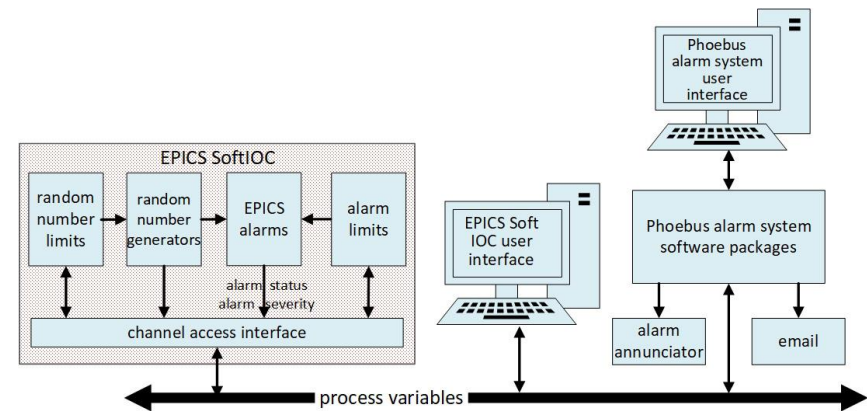 EPICS SoftIOC
random
number
limits
random
number
generators
EPICS
alarms
alarm
limits
alarm status
alarm severity
channel access interface
EPICS Soft
IOC user
interface
Phoebus
alarm system
user
interface
Phoebus alarm system
software packages
alarm
annunciator
email
process variables